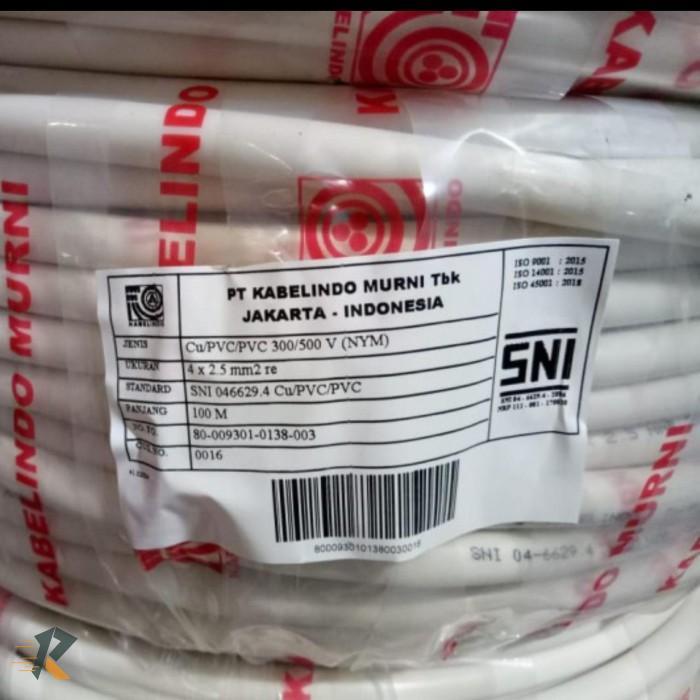 KABELINDO
KABELINDO MURNI
KABELINDO
PT KABELINDO MURNI Tbk
JAKARTA - INDONESIA
ISO 9001 : 2015
ISO 14001 : 2015
ISO 45001 : 2018
JENIS Cu/PVC/PVC 300/500 V (NYM)
UKURAN 4 x 2.5 mm2 re
STANDARD SNI 046629.4 Cu/PVC/PVC
PANJANG 100 M
80-009301-0138-003
0016
SNI
SNI 04-6629.4
KABELINDO MURNI